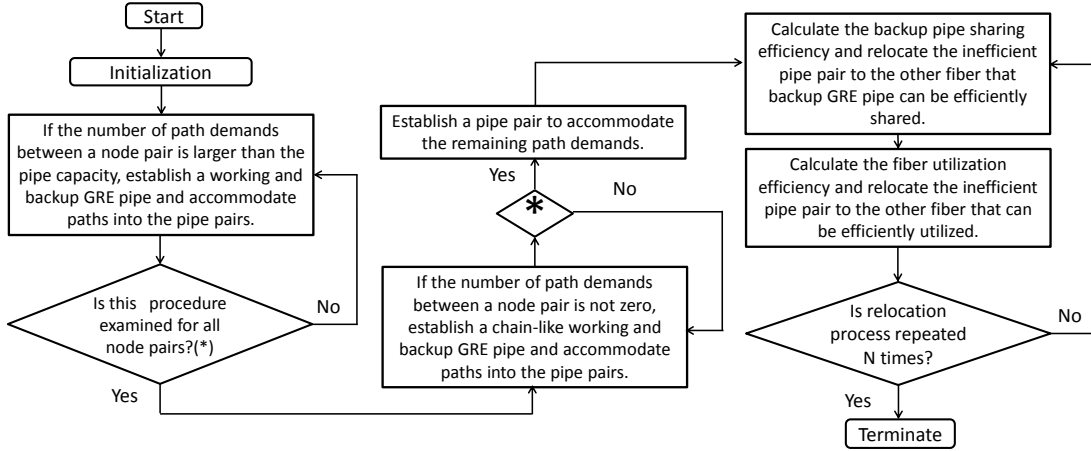 Start
Initialization
If the number of path demands
between a node pair is larger than the
pipe capacity, establish a working and
backup GRE pipe and accommodate
paths into the pipe pairs.
Is this procedure
examined for all
node pairs?(*)
No
Yes
If the number of path demands
between a node pair is not zero,
establish a chain-like working and
backup GRE pipe and accommodate
paths into the pipe pairs.
*
No
Yes
Establish a pipe pair to accommodate
the remaining path demands.
Calculate the backup pipe sharing
efficiency and relocate the inefficient
pipe pair to the other fiber that
backup GRE pipe can be efficiently
shared.
Calculate the fiber utilization
efficiency and relocate the inefficient
pipe pair to the other fiber that can
be efficiently utilized.
Is relocation
process repeated
N times?
No
Yes
Terminate